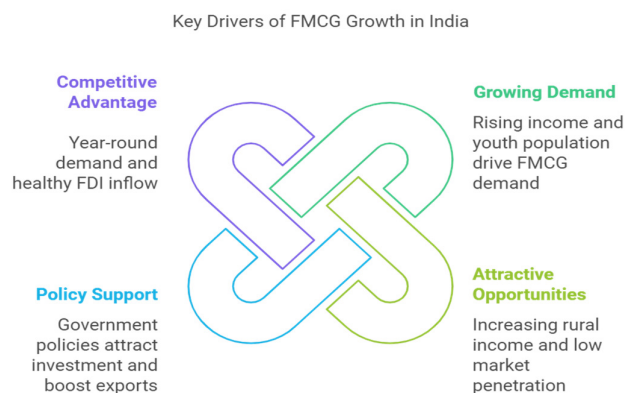 Key Drivers of FMCG Growth in India
Competitive
Advantage
Year-round
demand and
healthy FDI inflow
Growing Demand
Rising income and
youth population
drive FMCG
demand
Policy Support
Government
policies attract
investment and
boost exports
Attractive
Opportunities
Increasing rural
income and low
market
penetration